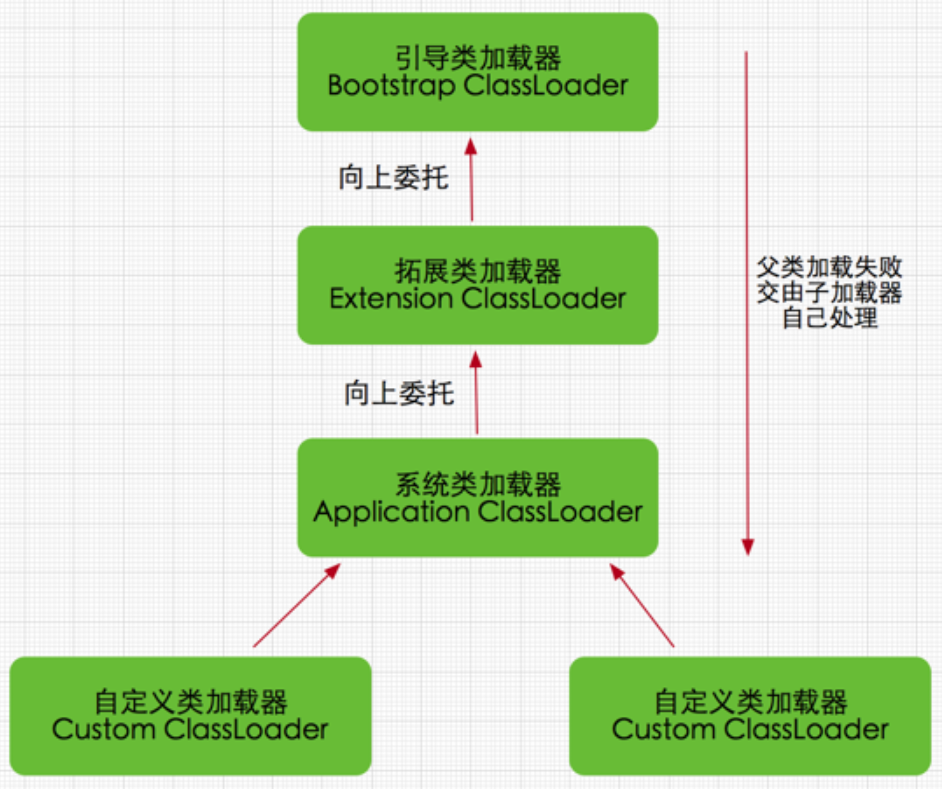 引导类加载器
Bootstrap ClassLoader
向上委托
拓展类加载器
Extension ClassLoader
父类加载失败
交由子加载器
自己处理
向上委托
系统类加载器
Application ClassLoader
自定义类加载器
Custom ClassLoader
自定义类加载器
Custom ClassLoader